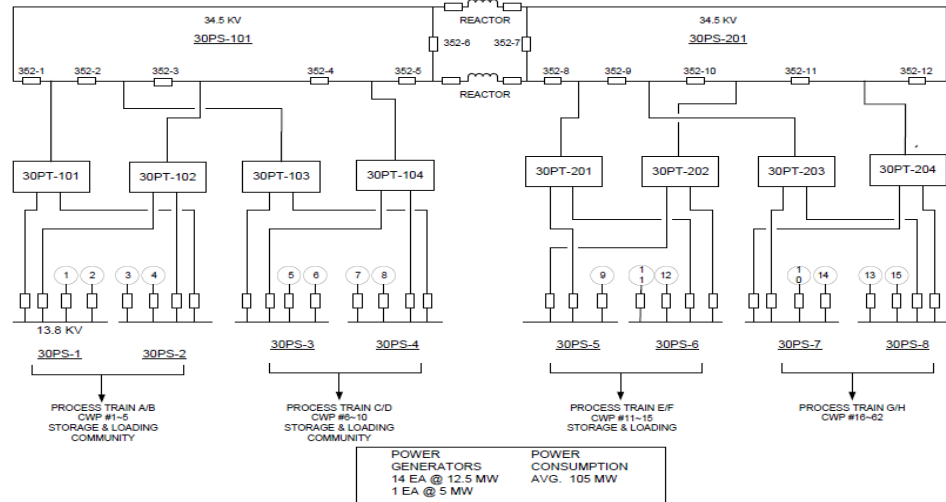 REACTOR
34.5 KV
34.5 KV
30PS-101
30PS-201
352-6
352-7
352-1
352-2
352-3
352-4
352-5
352-8
352-9
352-10
352-11
352-12
REACTOR
30PT-101
30PT-102
30PT-103
30PT-104
30PT-201
30PT-202
30PT-203
30PT-204
1
2
3
4
5
6
7
8
9
1
1
12
1
0
14
13
15
13.8 KV
30PS-1
30PS-2
30PS-3
30PS-4
30PS-5
30PS-6
30PS-7
30PS-8
PROCESS TRAIN A/B
CWP #1~5
STORAGE & LOADING
COMMUNITY
PROCESS TRAIN C/D
CWP #6~10
STORAGE & LOADING
COMMUNITY
PROCESS TRAIN E/F
CWP #11~15
STORAGE & LOADING
PROCESS TRAIN G/H
CWP #16~62
POWER
GENERATORS
14 EA @ 12.5 MW
1 EA @ 5 MW
POWER
CONSUMPTION
AVG. 105 MW